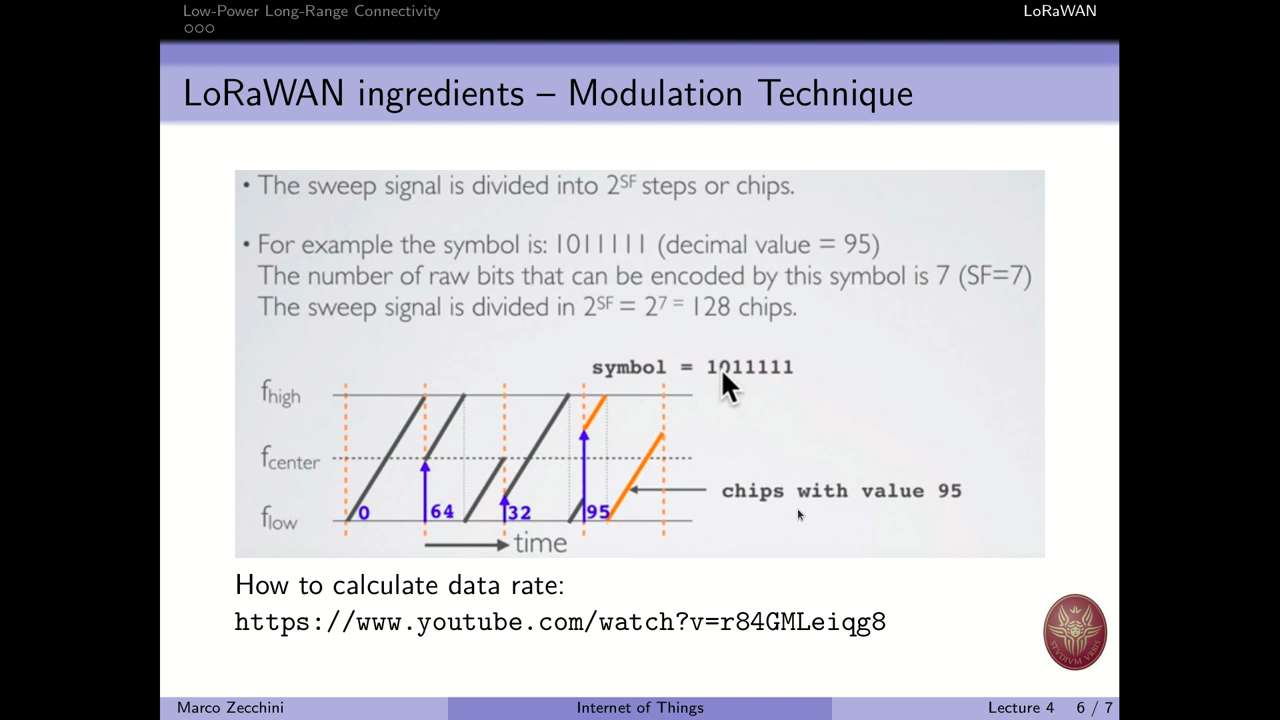 Low-Power Long-Range Connectivity
LoRaWAN
LoRaWAN ingredients – Modulation Technique
• The sweep signal is divided into 2SF steps or chips.
• For example the symbol is: 1011111 (decimal value = 95)
The number of raw bits that can be encoded by this symbol is 7 (SF=7)
The sweep signal is divided in 2SF = 27 = 128 chips.
symbol = 1011111
fhigh
fcenter
flow
0
64
32
95
chips with value 95
time
How to calculate data rate:
https://www.youtube.com/watch?v=r84GMLeiqg8
STVDIVM VRBIS
Marco Zecchini
Internet of Things
Lecture 4
6 / 7